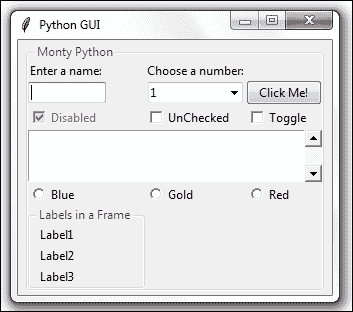 Python GUI
Monty Python
Enter a name: Choose a number:
1 Click Me!
Disabled UnChecked Toggle
Blue Gold Red
Labels in a Frame
Label1
Label2
Label3